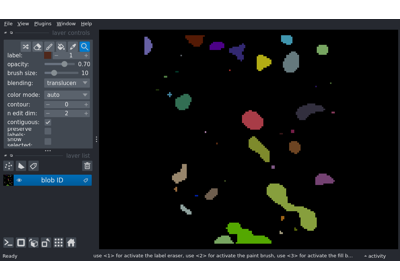 File View Plugins Window Help
layer controls
label: 1
opacity: 0.70
brush size: 10
blending: translucen
color mode: auto
contour: 0
n edit dim: 2
contiguous:
preserve labels:
show selected:
layer list
blob ID
Ready
use <1> for activate the label eraser, use <2> for activate the paint brush, use <3> for activate the fill b...
activity